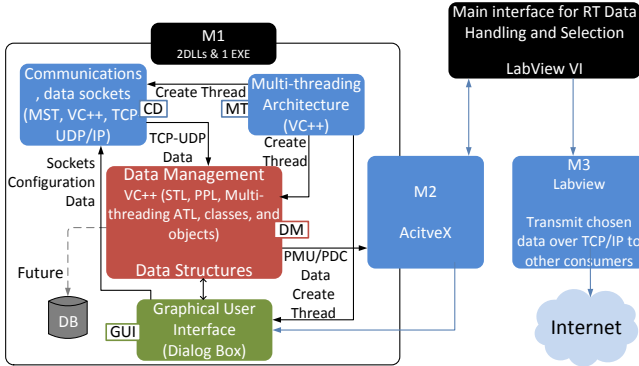 M1
2DLLs & 1 EXE
Main interface for RT Data
Handling and Selection
LabView VI
Communications
, data sockets
(MST, VC++, TCP
UDP/IP)
CD
Create Thread
MT
Multi-threading
Architecture
(VC++)
TCP-UDP
Data
Create
Thread
Sockets
Configuration
Data
Data Management
VC++ (STL, PPL, Multi-
threading ATL, classes, and
objects)
DM
Data Structures
M2
AcitveX
M3
Labview
Transmit chosen
data over TCP/IP to
other consumers
PMU/PDC
Data
Create
Thread
Future
DB
GUI
Graphical User
Interface
(Dialog Box)
Internet